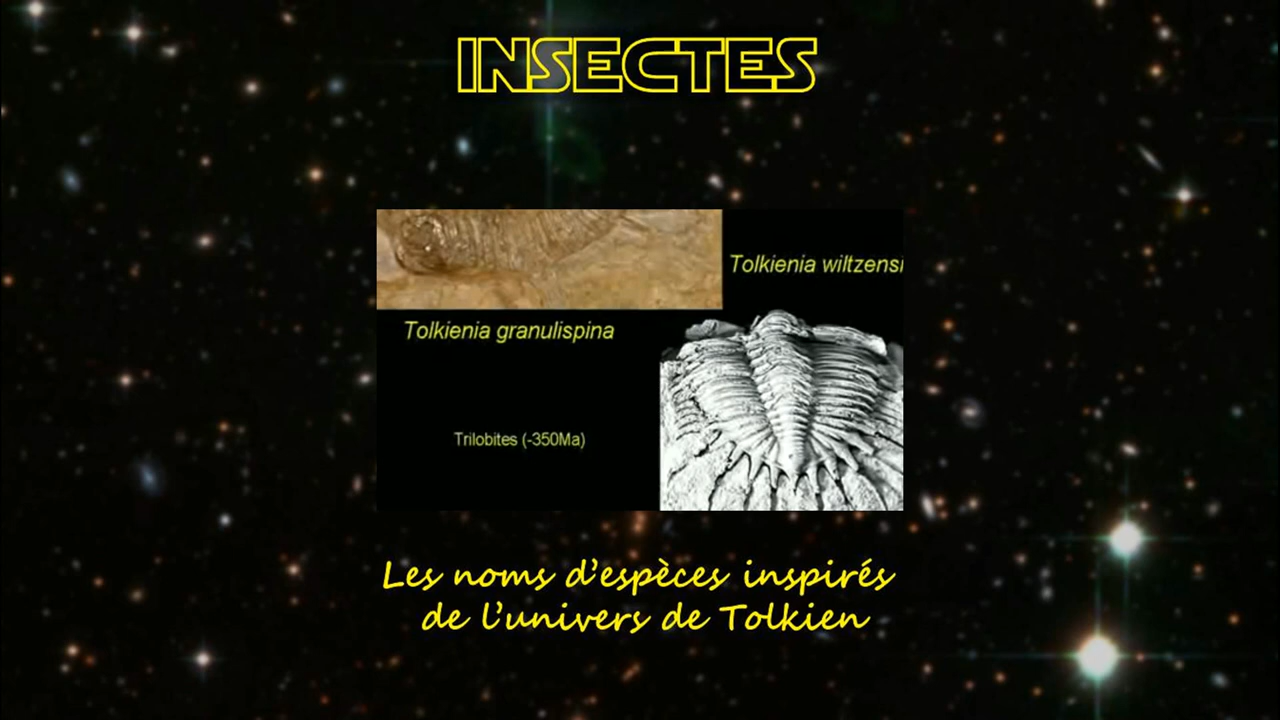 INSECTES
Tolkienia wiltzensi
Tolkienia granulispina
Trilobites (-350Ma)
Les noms d'espèces inspirés
de l'univers de Tolkien